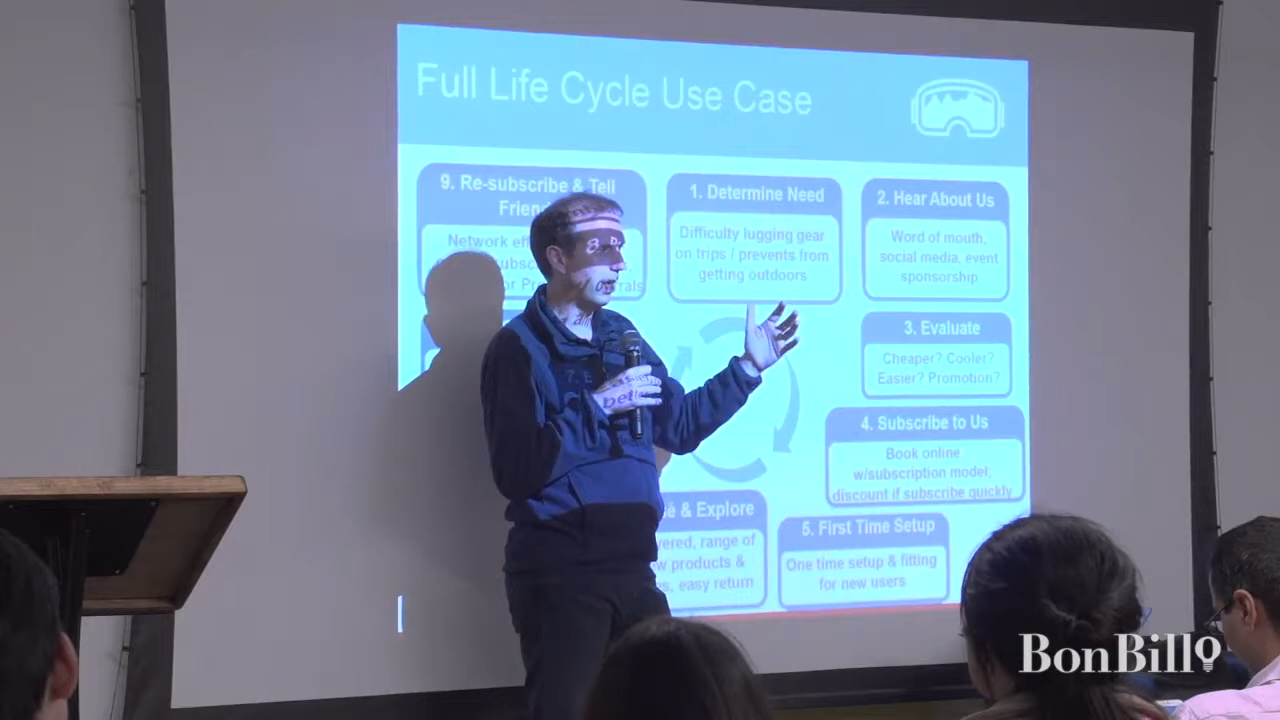 Full Life Cycle Use Case
9. Re-subscribe & Tell
Network
1. Determine Need
Difficulty lugging gear
on trips / prevents from
getting outdoors
2. Hear About Us
Word of mouth,
social media, event
sponsorship
3. Evaluate
Cheaper? Cooler?
Easier? Promotion?
4. Subscribe to Us
Book online
w/subscription model;
discount if subscribe quickly
5. First Time Setup
One time setup & fitting
for new users
& Explore
range of
products &
easy return
BonBillo